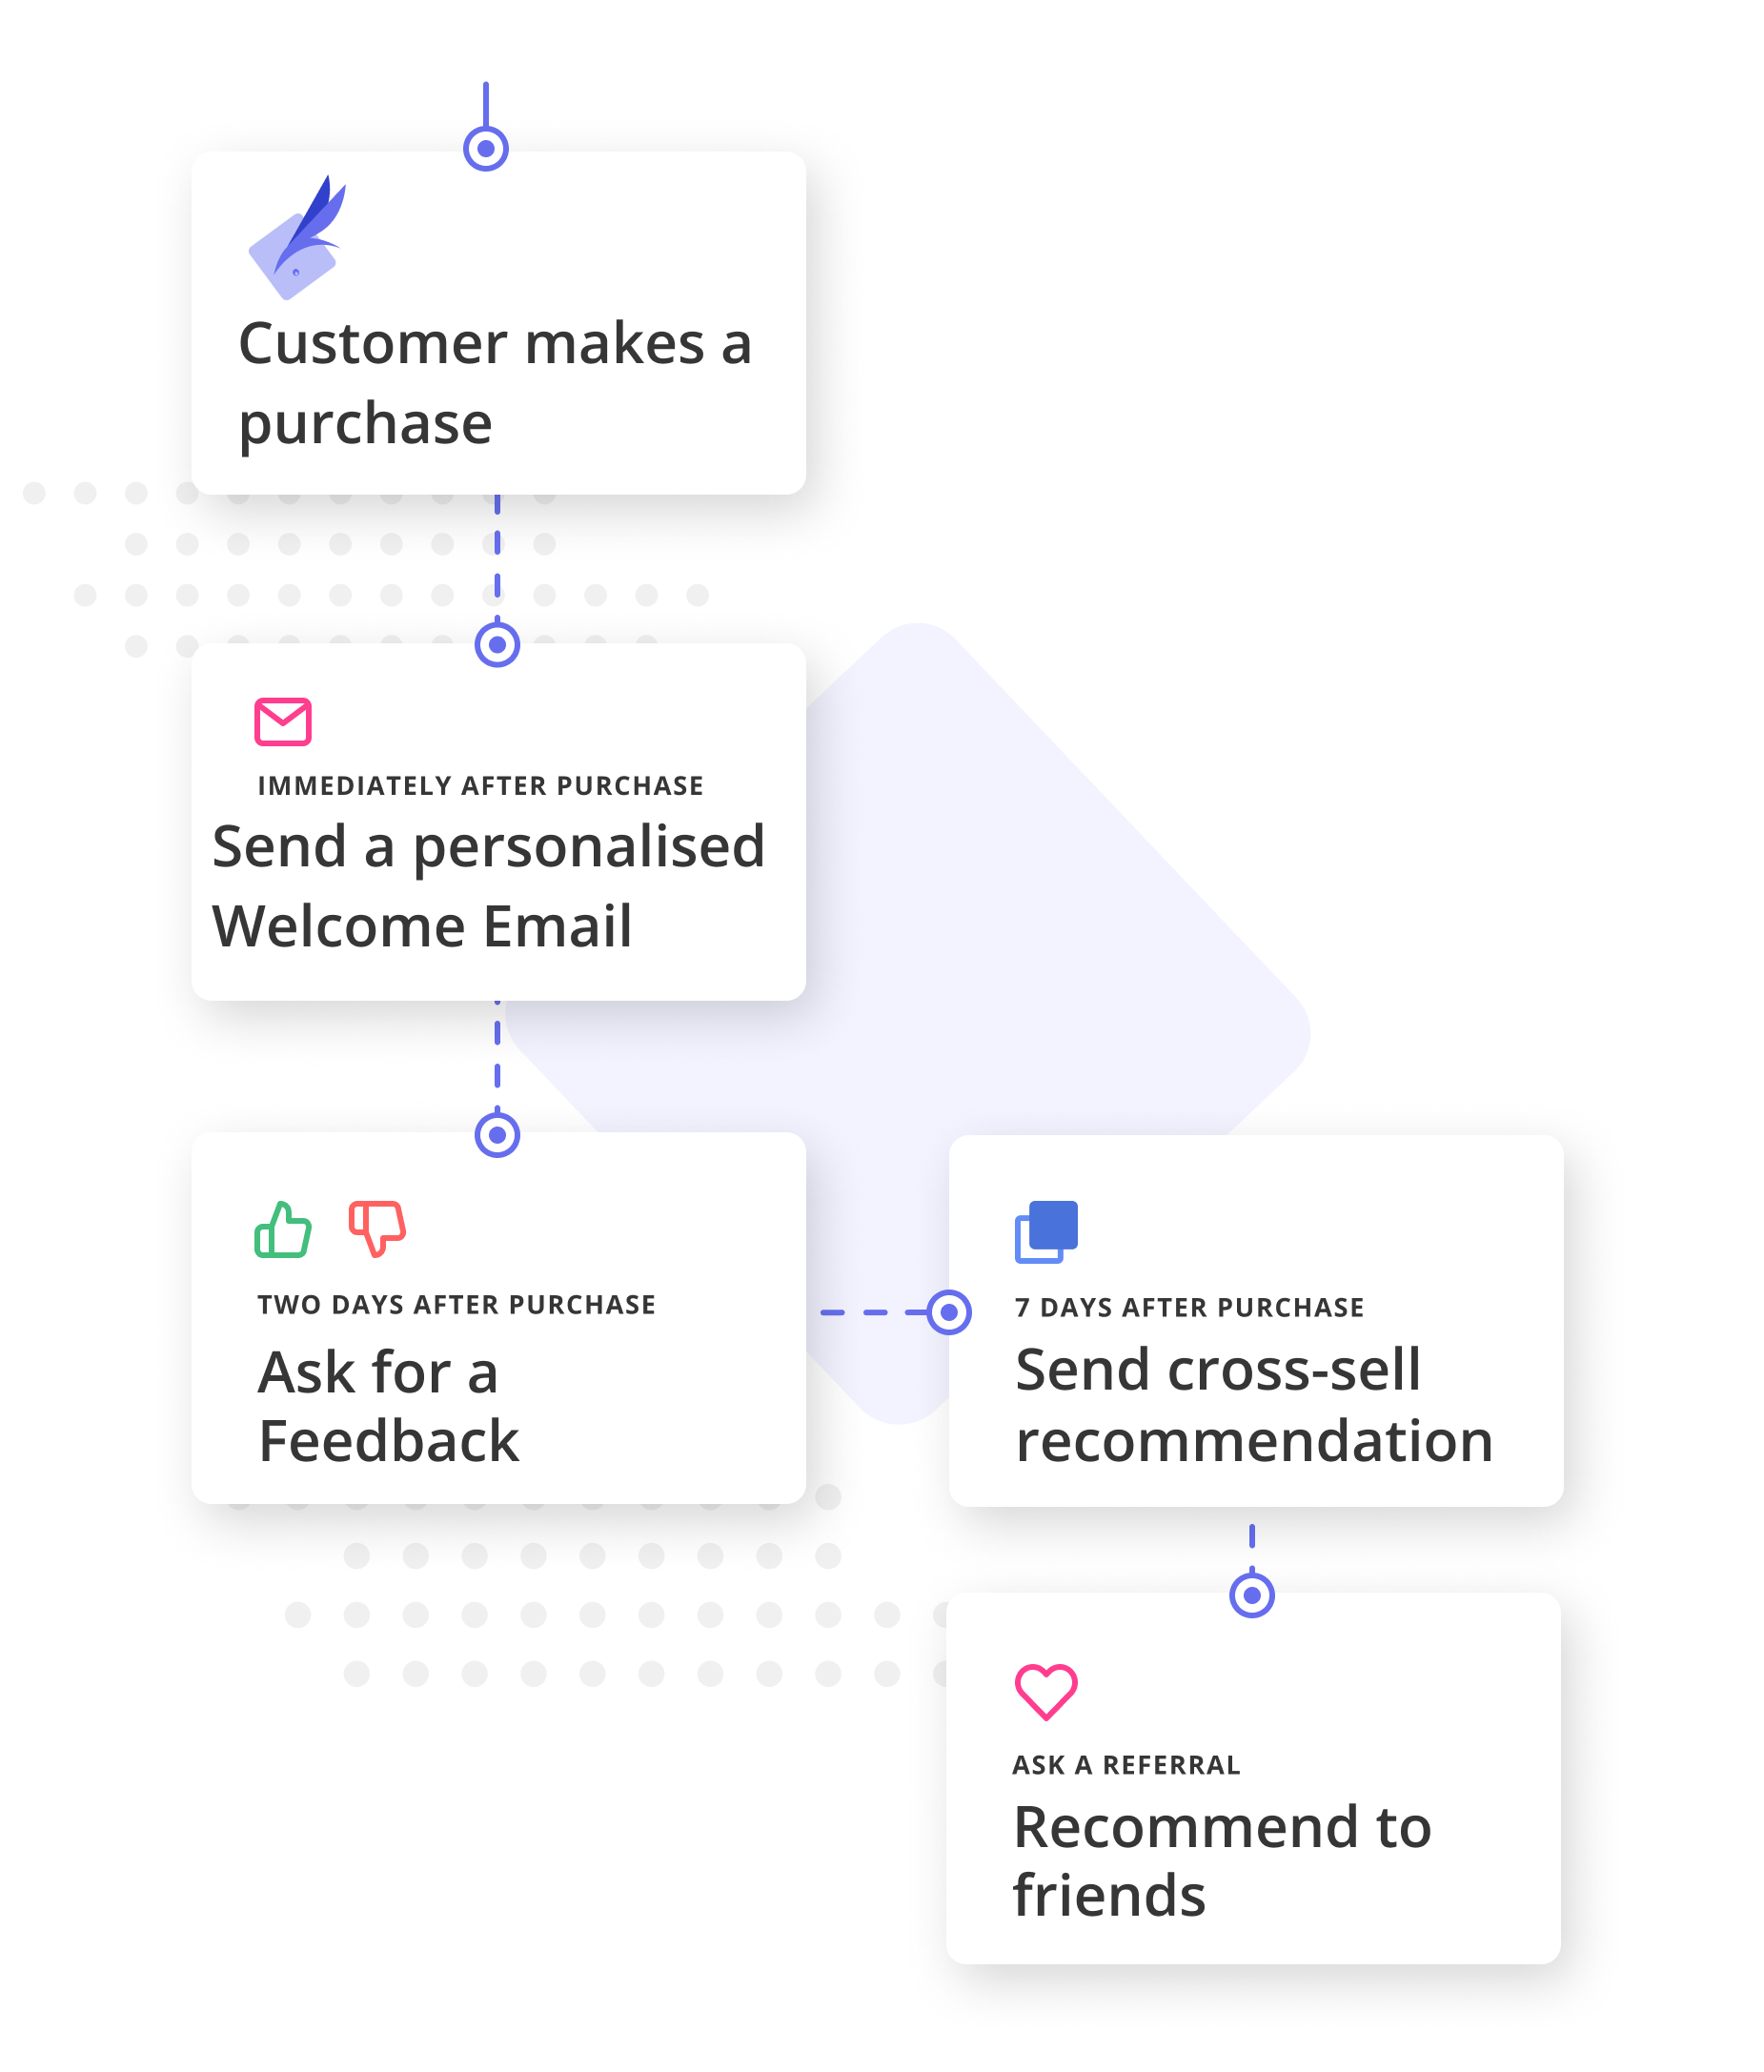 Customer makes a
purchase
IMMEDIATELY AFTER PURCHASE
Send a personalised
Welcome Email
TWO DAYS AFTER PURCHASE
Ask for a
Feedback
7 DAYS AFTER PURCHASE
Send cross-sell
recommendation
ASK A REFERRAL
Recommend to
friends